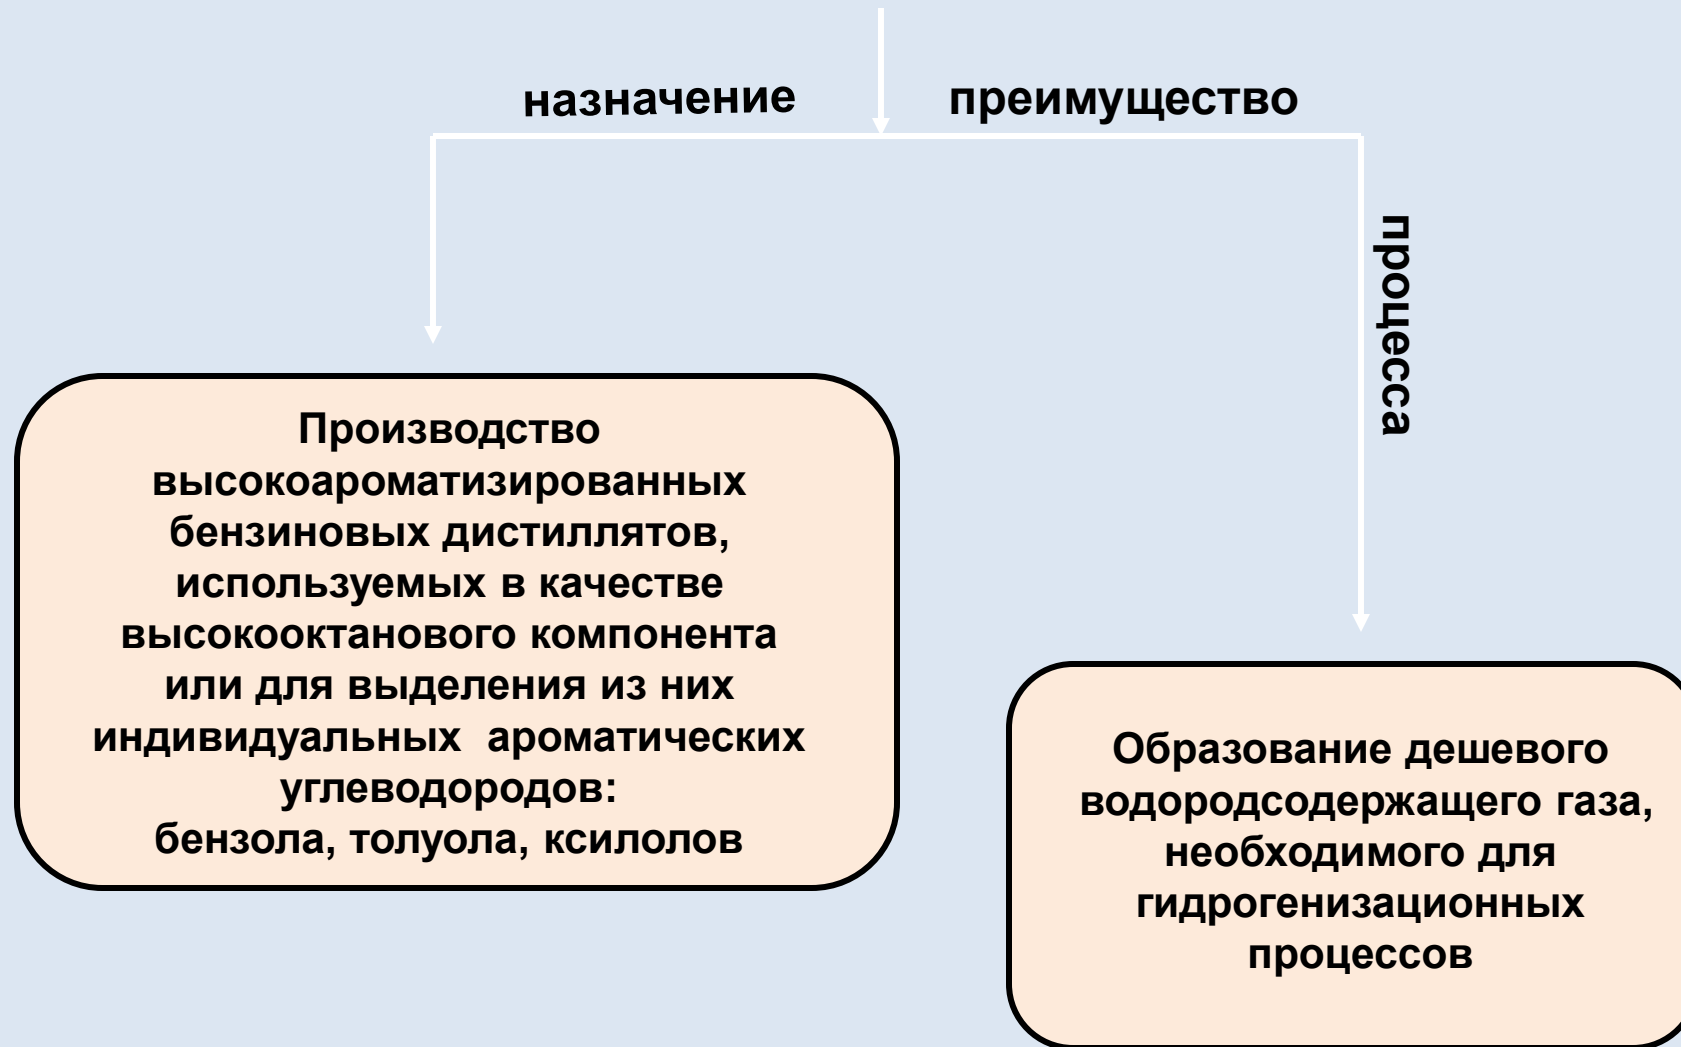 назначение
преимущество
процесса
Производство
высокоароматизированных
бензиновых дистиллятов,
используемых в качестве
высокооктанового компонента
или для выделения из них
индивидуальных  ароматических
углеводородов:
бензола, толуола, ксилолов
Образование дешевого
водородсодержащего газа,
необходимого для
гидрогенизационных
процессов